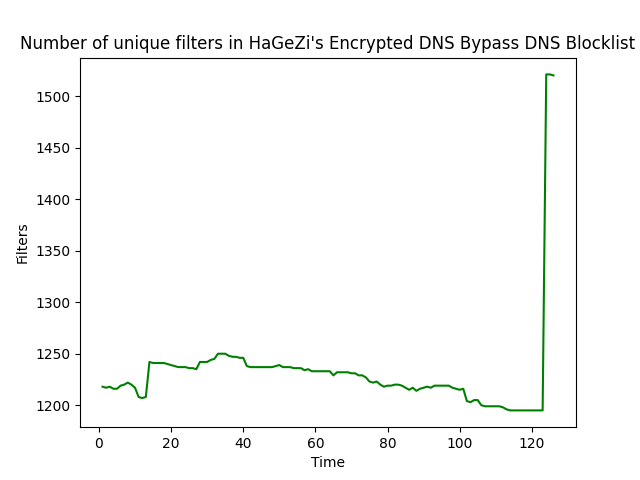 Number of unique filters in HaGeZi's Encrypted DNS Bypass DNS Blocklist
1500
1450
1400
1350
1300
1250
1200
Filters
0 20 40 60 80 100 120
Time